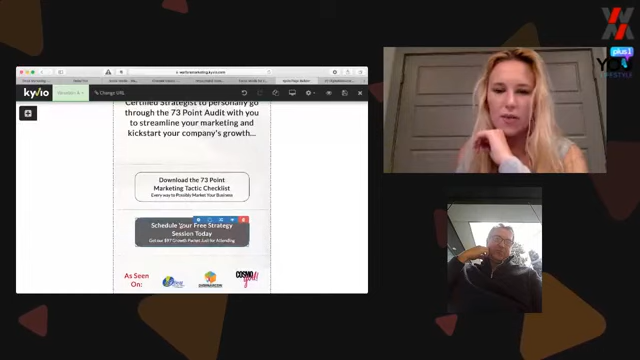 kyvio
Change URL
Certified Strategist to personally go
through the 73 Point Audit with you
to streamline your marketing and
kickstart your company's growth...
Download the 73 Point
Marketing Tactic Checklist
Every way to Possibly Market Your Business
Schedule Your Free Strategy
Session Today
Get our $97 Growth Packet Just for Attending
As Seen
On:
COSMO
you!
plus1